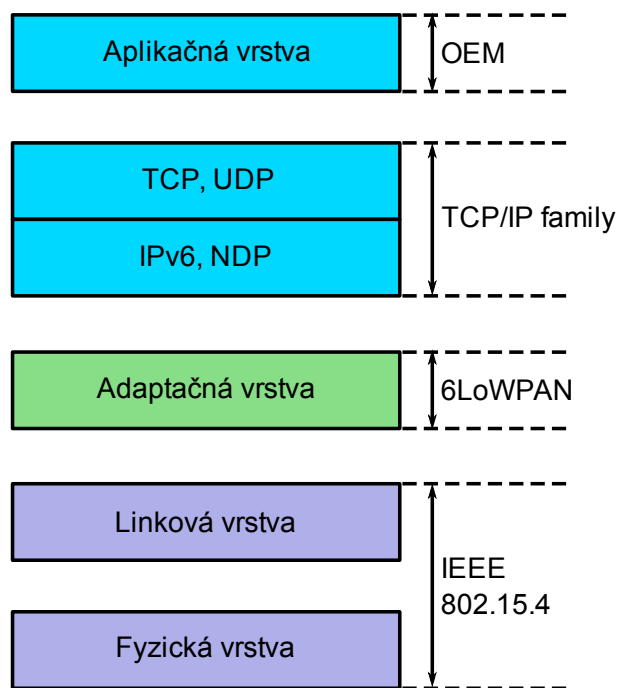 Aplikačná vrstva
OEM
TCP, UDP
IPv6, NDP
TCP/IP family
Adaptačná vrstva
6LoWPAN
Linková vrstva
Fyzická vrstva
IEEE
802.15.4